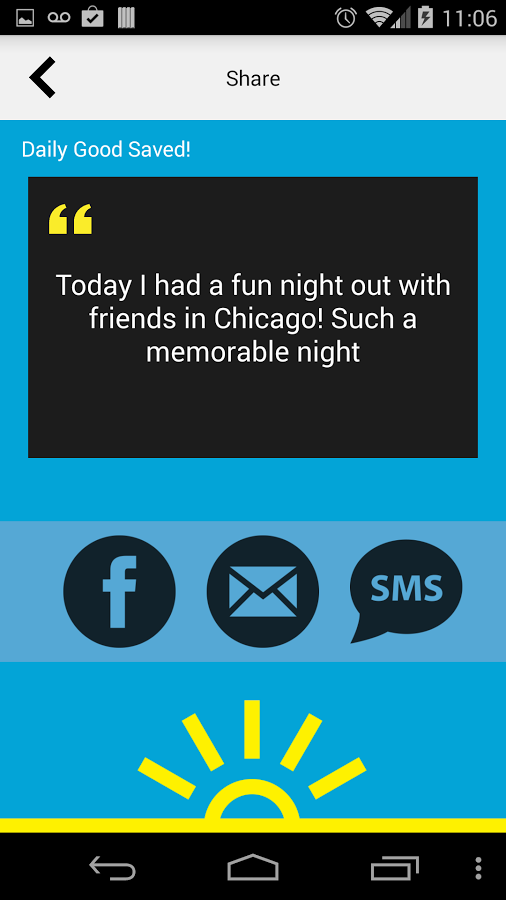 11:06
Share
Daily Good Saved!
Today I had a fun night out with
friends in Chicago! Such a
memorable night
SMS